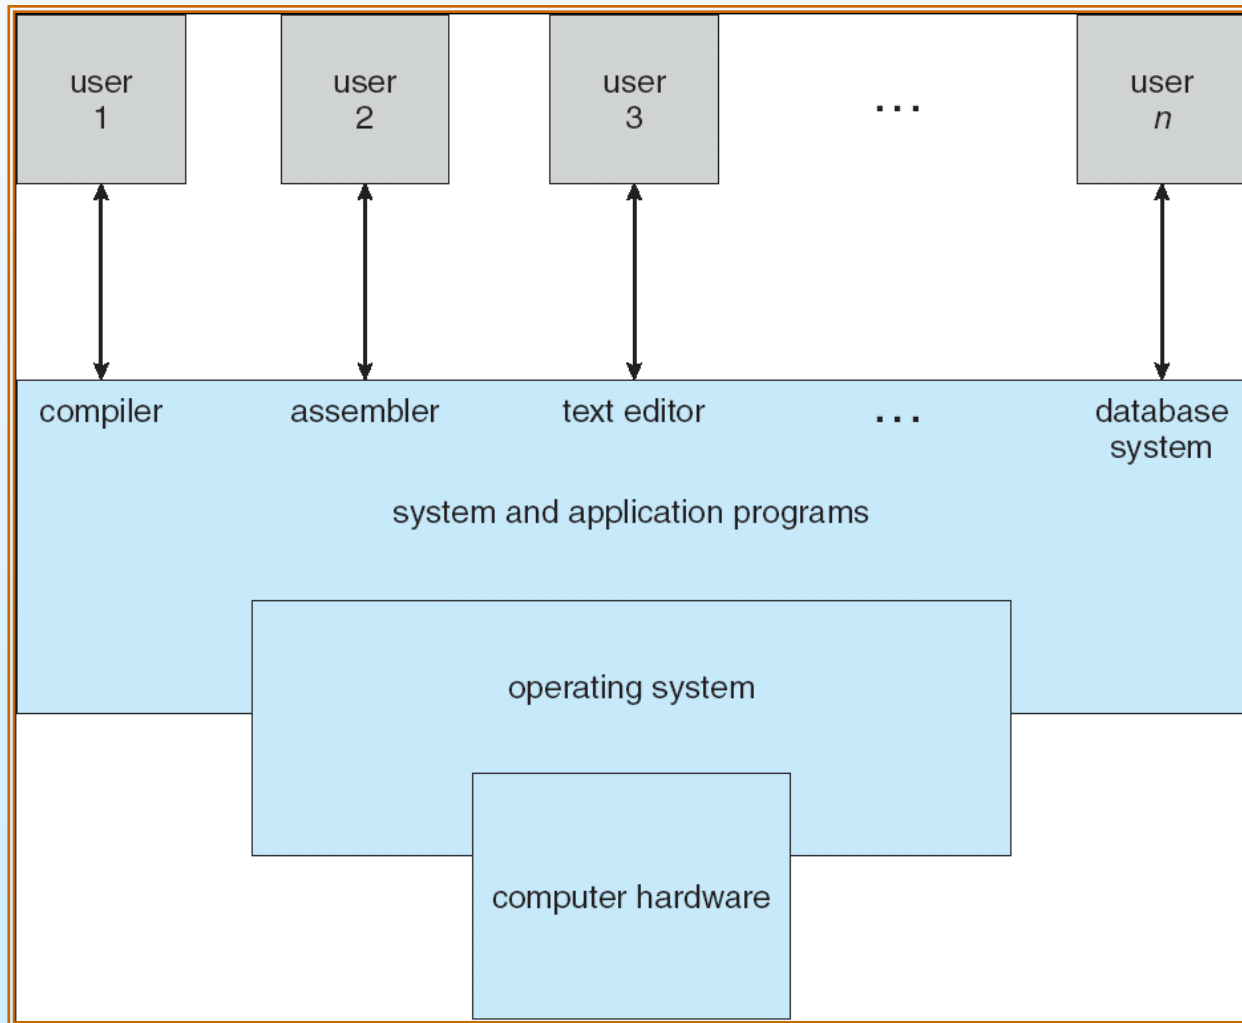 user
1
user
2
user
3
...
user
n
compiler
assembler
text editor
...
database
system
system and application programs
operating system
computer hardware